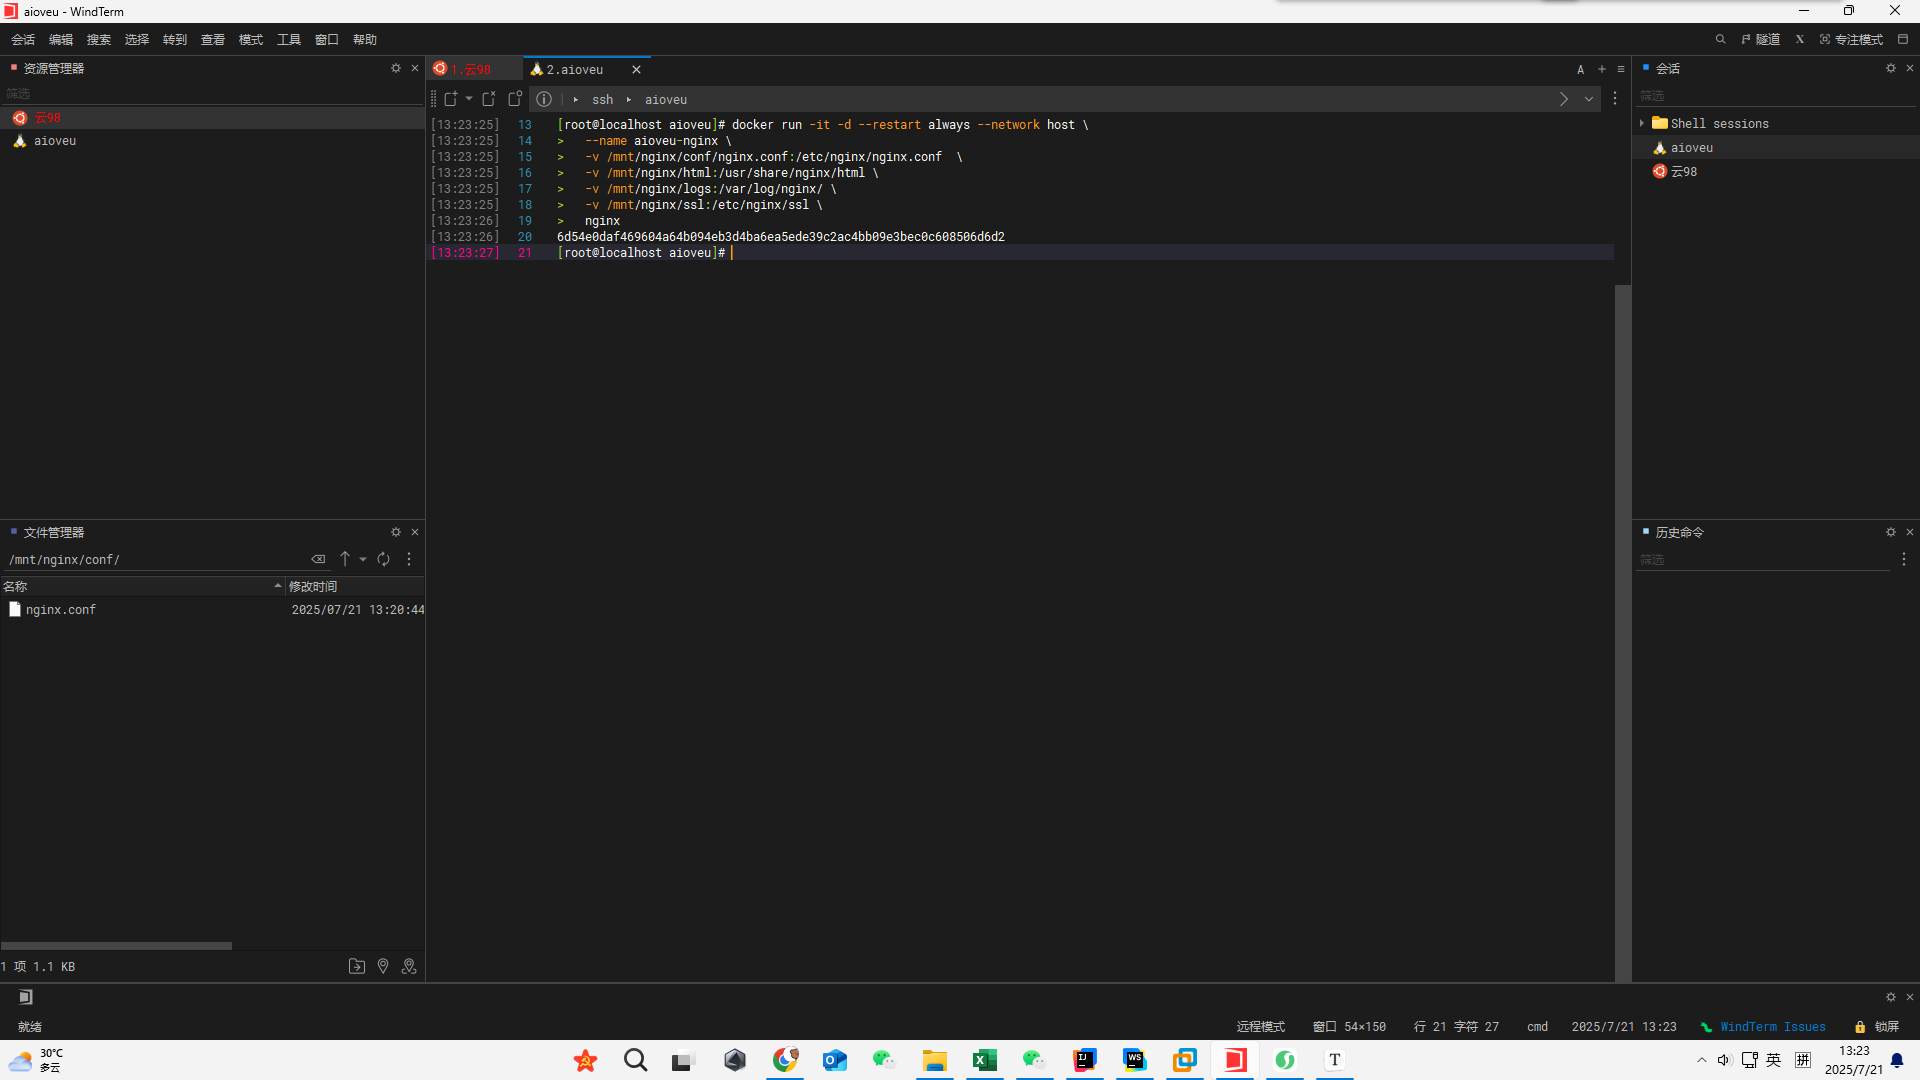 aioveu - WindTerm
会话 编辑 搜索 选择 转到 查看 模式 工具 窗口 帮助
隧道 X 专注模式
资源管理器
筛选
云98
aioveu
1.云98 2.aioveu
A
ssh aioveu
[13:23:25] 13 [root@localhost aioveu]# docker run -it -d --restart always --network host \
[13:23:25] 14 > --name aioveu-nginx \
[13:23:25] 15 > -v /mnt/nginx/conf/nginx.conf:/etc/nginx/nginx.conf \
[13:23:25] 16 > -v /mnt/nginx/html:/usr/share/nginx/html \
[13:23:25] 17 > -v /mnt/nginx/logs:/var/log/nginx/ \
[13:23:25] 18 > -v /mnt/nginx/ssl:/etc/nginx/ssl \
[13:23:26] 19 > nginx
[13:23:26] 20 6d54e0daf469604a64b094eb3d4ba6ea5ede39c2ac4bb09e3bec0c608506d6d2
[13:23:27] 21 [root@localhost aioveu]#
会话
筛选
Shell sessions
aioveu
云98
文件管理器
/mnt/nginx/conf/
名称 修改时间
nginx.conf 2025/07/21 13:20:44
1 项 1.1 KB
历史命令
筛选
就绪
远程模式 窗口 54×150 行 21 字符 27 cmd 2025/7/21 13:23 WindTerm Issues 锁屏
30°C
多云
英 拼
13:23
2025/7/21